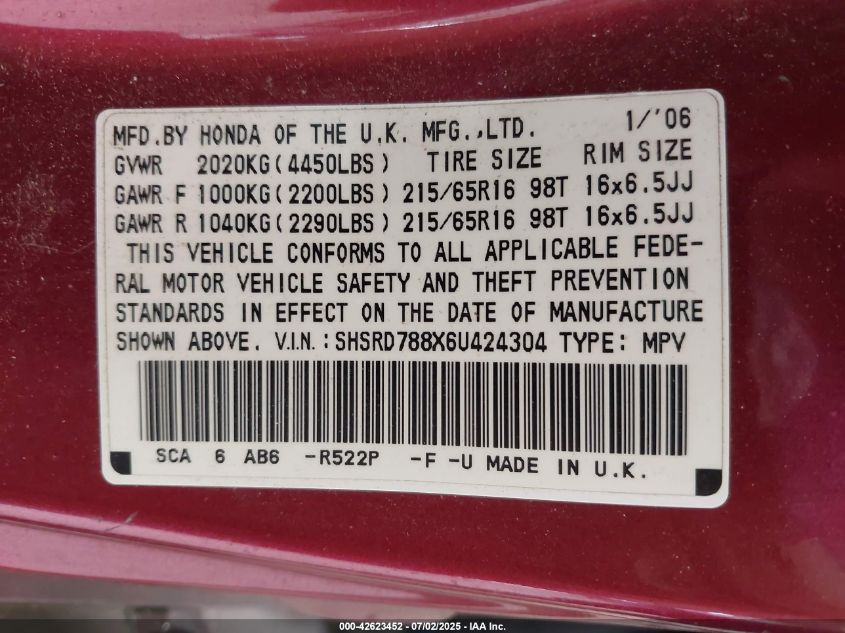 MFD.BY HONDA OF THE U.K. MFG.,LTD. 1/'06
GVWR 2020KG(4450LBS) TIRE SIZE RIM SIZE
GAWR F 1000KG(2200LBS) 215/65R16 98T 16x6.5JJ
GAWR R 1040KG(2290LBS) 215/65R16 98T 16x6.5JJ
THIS VEHICLE CONFORMS TO ALL APPLICABLE FEDE-
RAL MOTOR VEHICLE SAFETY AND THEFT PREVENTION
STANDARDS IN EFFECT ON THE DATE OF MANUFACTURE
SHOWN ABOVE. V.I.N.:SHSRD788X6U424304 TYPE: MPV
SCA 6 AB6 -R522P -F -U MADE IN U.K.
000-42623452 - 07/02/2025 - IAA Inc.